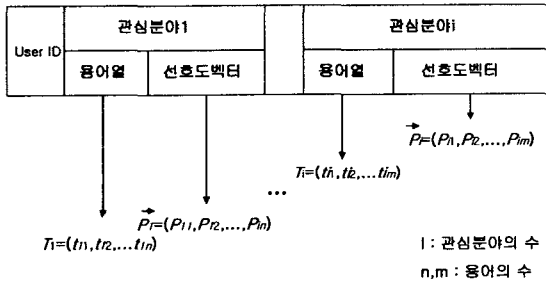 User ID
관심분야1
관심분야i
용어열
선호도벡터
용어열
선호도벡터
Pi=(Pi1,Pi2,...,Pim)
Ti=(ti1,ti2,...tim)
...
P1=(P11,P12,...,P1n)
T1=(t11,t12,...t1n)
I : 관심분야의 수
n,m : 용어의 수